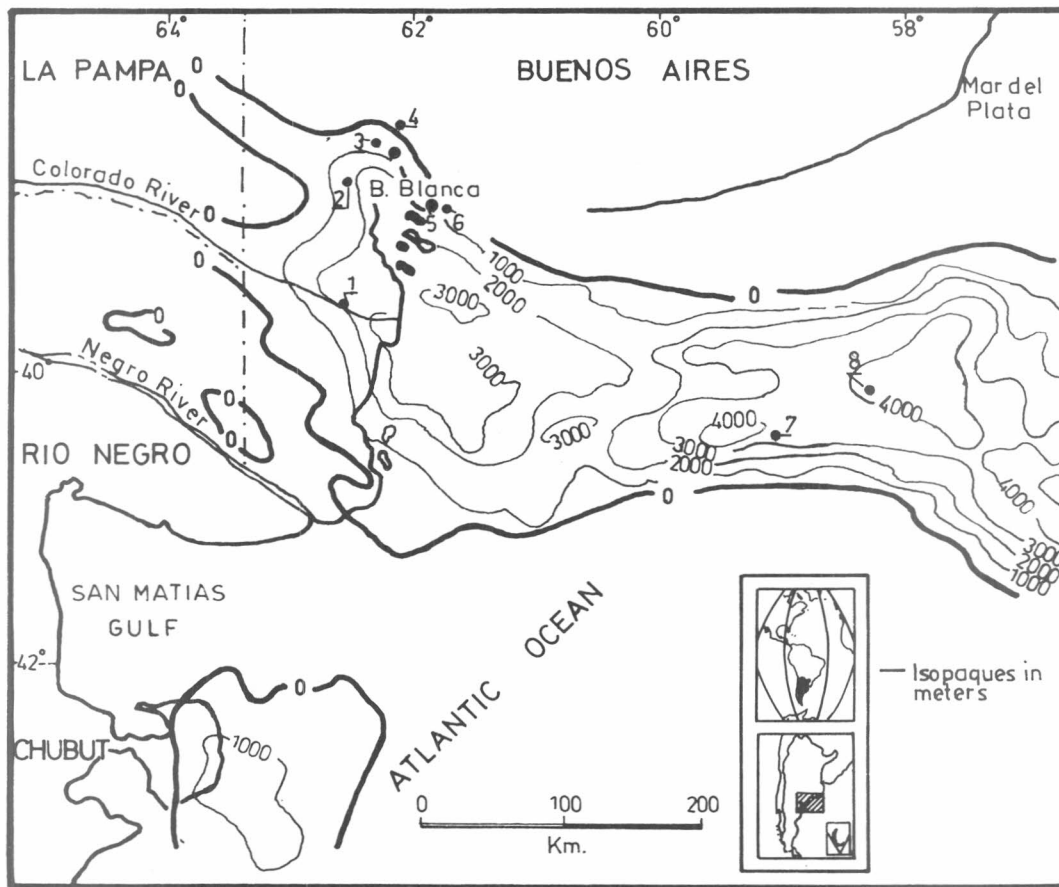 64°
62°
60°
58°
LA PAMPA
0
0
BUENOS AIRES
Mar del
Plata
4
3
Colorado River
2
B. Blanca
0
5
6
0
1000
2000
1
3000
0
0
3000
8
40
Negro River
0
4000
4000
7
3000
3000
2000
RIO NEGRO
0
0
4000
3000
2000
1000
SAN MATIAS
GULF
ATLANTIC OCEAN
42°
0
Isopaques in
meters
1000
CHUBUT
0
100
200
Km.